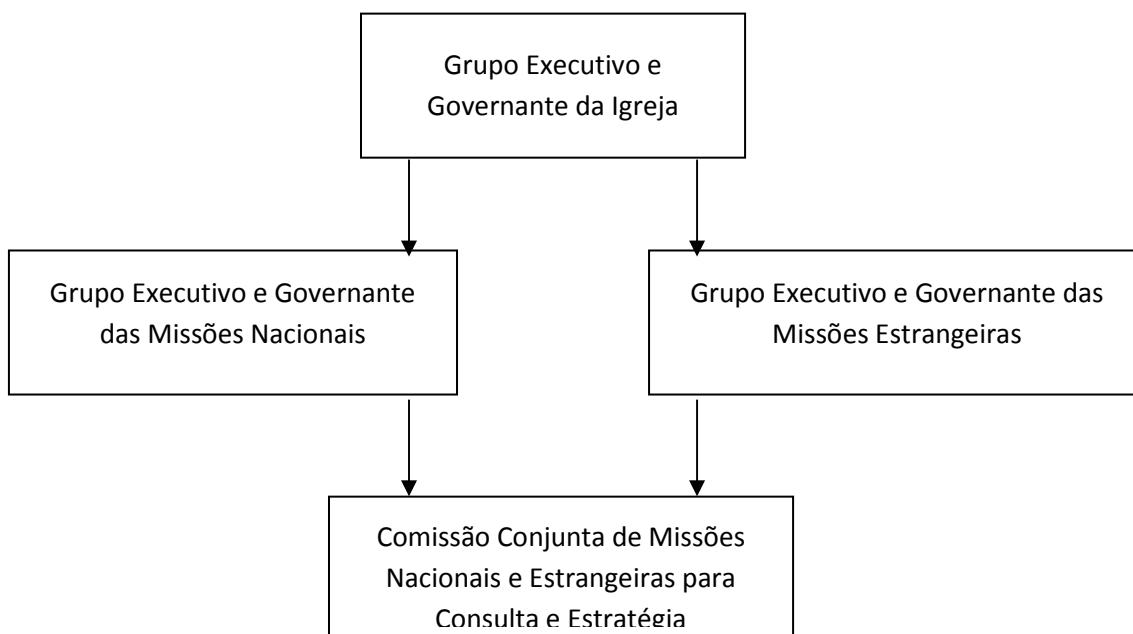 Grupo Executivo e
Governante da Igreja
Grupo Executivo e Governante
das Missões Nacionais
Grupo Executivo e Governante das
Missões Estrangeiras
Comissão Conjunta de Missões
Nacionais e Estrangeiras para
Consulta e Estratégia